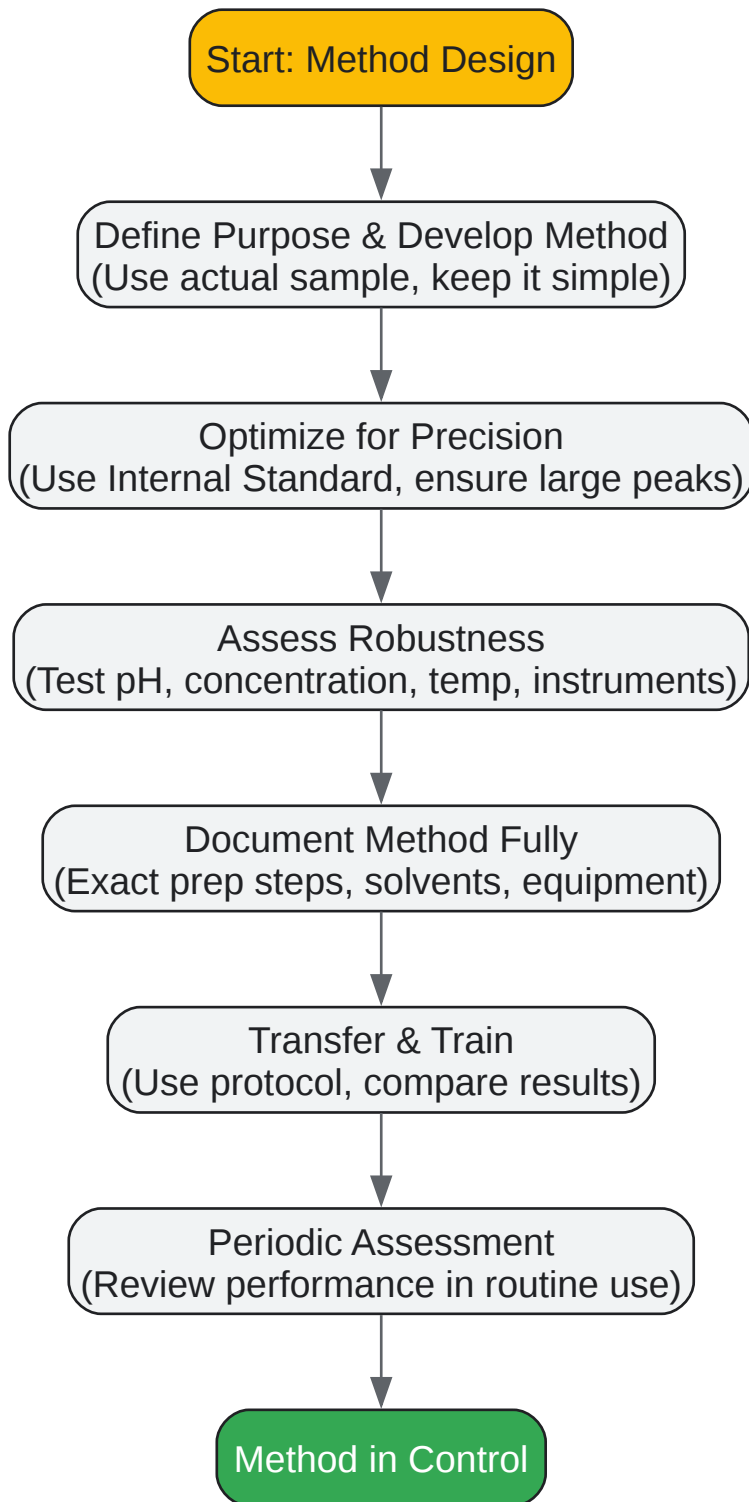 Start: Method Design
Define Purpose & Develop Method
(Use actual sample, keep it simple)
Optimize for Precision
(Use Internal Standard, ensure large peaks)
Assess Robustness
(Test pH, concentration, temp, instruments)
Document Method Fully
(Exact prep steps, solvents, equipment)
Transfer & Train
(Use protocol, compare results)
Periodic Assessment
(Review performance in routine use)
Method in Control